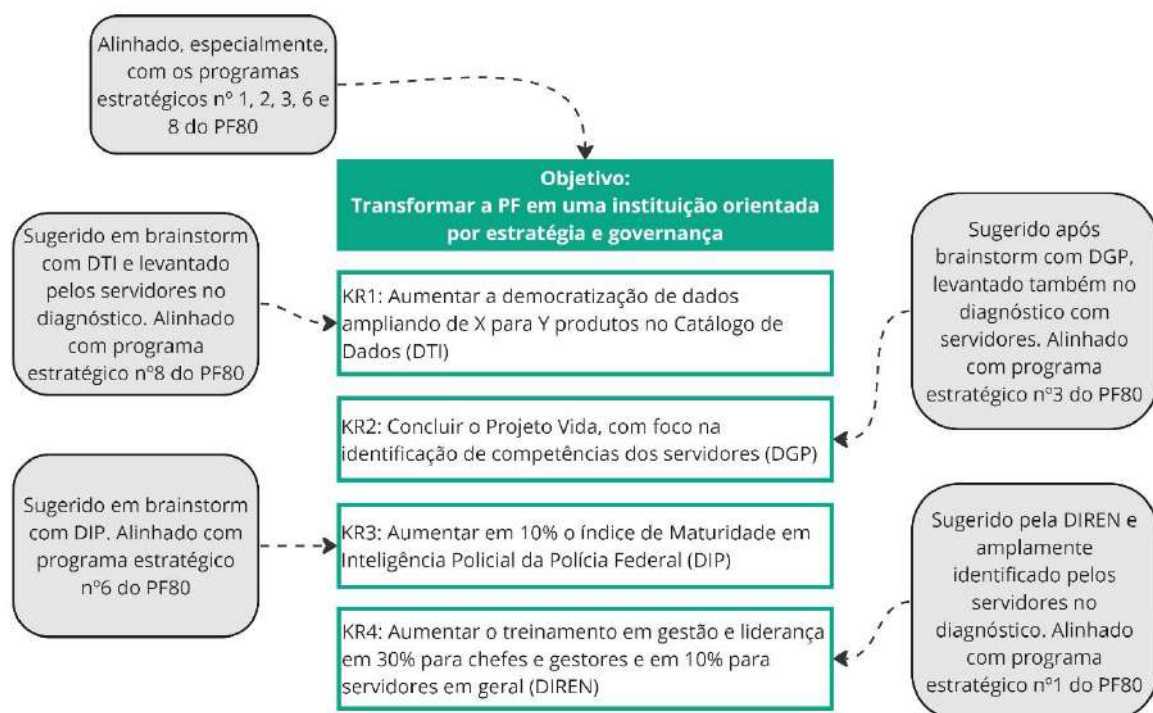 Alinhado, especialmente,
com os programas
estratégicos nº 1, 2, 3, 6 e
8 do PF80
Objetivo:
Transformar a PF em uma instituição orientada
por estratégia e governança
Sugerido em brainstorm
com DTI e levantado
pelos servidores no
diagnóstico. Alinhado
com programa
estratégico nº8 do PF80
KR1: Aumentar a democratização de dados
ampliando de X para Y produtos no Catálogo de
Dados (DTI)
Sugerido após
brainstorm com DGP,
levantado também no
diagnóstico com
servidores. Alinhado
com programa
estratégico nº3 do PF80
KR2: Concluir o Projeto Vida, com foco na
identificação de competências dos servidores (DGP)
Sugerido em brainstorm
com DIP. Alinhado com
programa estratégico
nº6 do PF80
KR3: Aumentar em 10% o índice de Maturidade em
Inteligência Policial da Polícia Federal (DIP)
Sugerido pela DIREN e
amplamente
identificado pelos
servidores no
diagnóstico. Alinhado
com programa
estratégico nº1 do PF80
KR4: Aumentar o treinamento em gestão e liderança
em 30% para chefes e gestores e em 10% para
servidores em geral (DIREN)